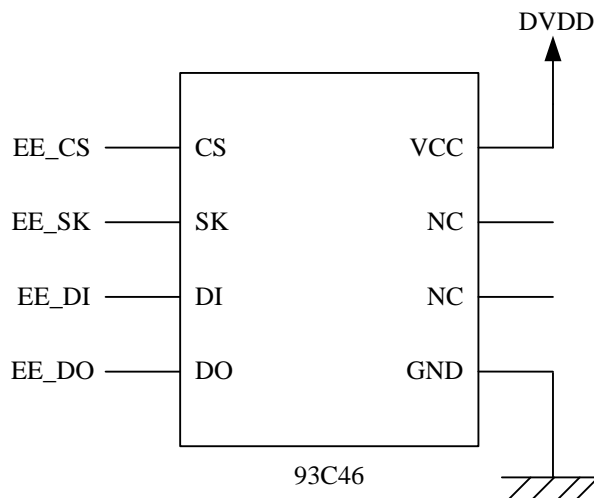 DVDD
EE_CS CS VCC
EE_SK SK NC
EE_DI DI NC
EE_DO DO GND
93C46